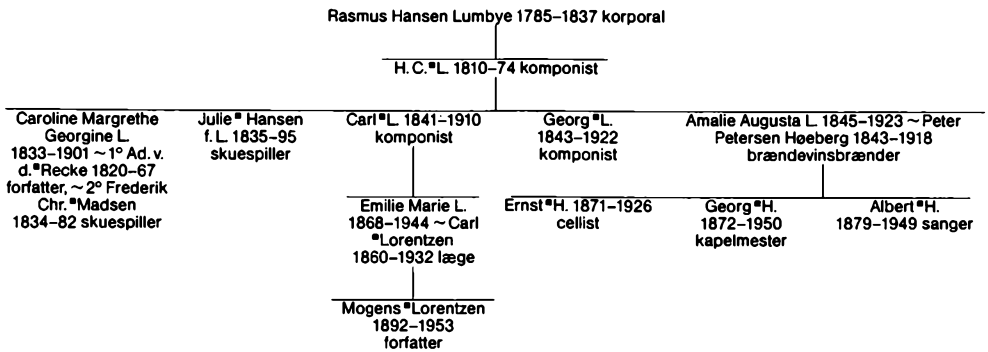 Rasmus Hansen Lumbye 1785–1837 korporal
H. C.▪L. 1810–74 komponist
Caroline Margrethe
Georgine L.
1833–1901 ~ 1° Ad. v.
d.▪Recke 1820–67
forfatter, ~ 2° Frederik
Chr.▪Madsen
1834–82 skuespiller
Julie▪ Hansen
f. L. 1835–95
skuespiller
Carl▪L. 1841–1910
komponist
Georg▪L.
1843–1922
komponist
Amalie Augusta L. 1845–1923 ~ Peter
Petersen Høeberg 1843–1918
brændevinsbrænder
Emilie Marie L.
1868–1944 ~ Carl
▪Lorentzen
1860–1932 læge
Ernst▪H. 1871–1926
cellist
Georg▪H.
1872–1950
kapelmester
Albert▪H.
1879–1949 sanger
Mogens▪Lorentzen
1892–1953
forfatter